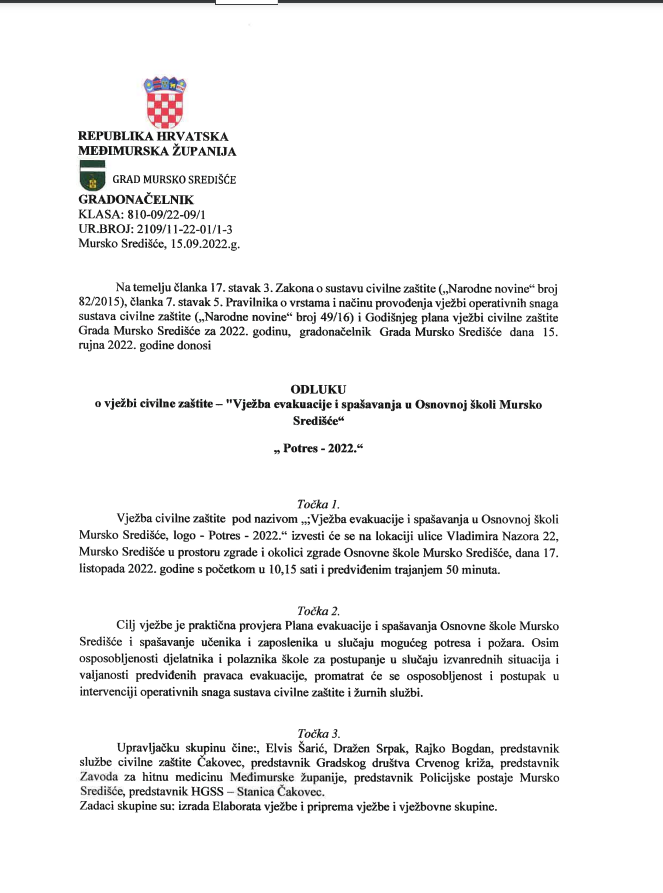 REPUBLIKA HRVATSKA
MEĐIMURSKA ŽUPANIJA
GRAD MURSKO SREDIŠĆE
GRADONAČELNIK
KLASA: 810-09/22-09/1
UR.BROJ: 2109/11-22-01/1-3
Mursko Središće, 15.09.2022.g.
Na temelju članka 17. stavak 3. Zakona o sustavu civilne zaštite („Narodne novine“ broj
82/2015), članka 7. stavak 5. Pravilnika o vrstama i načinu provođenja vježbi operativnih snaga
sustava civilne zaštite („Narodne novine“ broj 49/16) i Godišnjeg plana vježbi civilne zaštite
Grada Mursko Središće za 2022. godinu, gradonačelnik Grada Mursko Središće dana 15.
rujna 2022. godine donosi
ODLUKU
o vježbi civilne zaštite – "Vježba evakuacije i spašavanja u Osnovnoj školi Mursko
Središće“
„ Potres - 2022.“
Točka 1.
Vježba civilne zaštite pod nazivom „;Vježba evakuacije i spašavanja u Osnovnoj školi
Mursko Središće, logo - Potres - 2022.“ izvesti će se na lokaciji ulice Vladimira Nazora 22,
Mursko Središće u prostoru zgrade i okolici zgrade Osnovne škole Mursko Središće, dana 17.
listopada 2022. godine s početkom u 10,15 sati i predviđenim trajanjem 50 minuta.
Točka 2.
Cilj vježbe je praktična provjera Plana evakuacije i spašavanja Osnovne škole Mursko
Središće i spašavanje učenika i zaposlenika u slučaju mogućeg potresa i požara. Osim
osposobljenosti djelatnika i polaznika škole za postupanje u slučaju izvanrednih situacija i
valjanosti predviđenih pravaca evakuacije, promatrat će se osposobljenost i postupak u
intervenciji operativnih snaga sustava civilne zaštite i žurnih službi.
Točka 3.
Upravljačku skupinu čine:, Elvis Šarić, Dražen Srpak, Rajko Bogdan, predstavnik
službe civilne zaštite Čakovec, predstavnik Gradskog društva Crvenog križa, predstavnik
Zavoda za hitnu medicinu Međimurske županije, predstavnik Policijske postaje Mursko
Središće, predstavnik HGSS – Stanica Čakovec.
Zadaci skupine su: izrada Elaborata vježbe i priprema vježbe i vježbovne skupine.